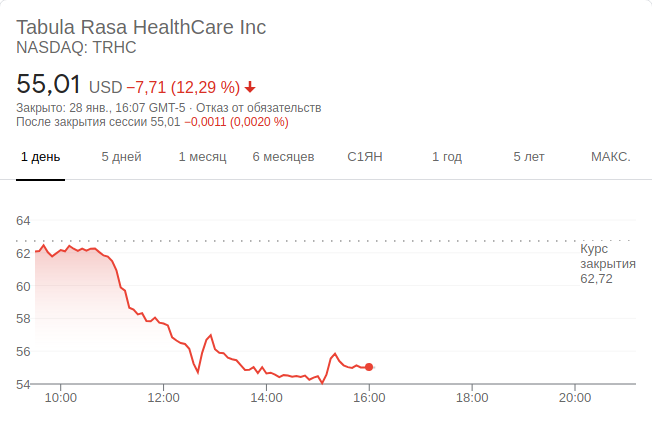 Tabula Rasa HealthCare Inc
NASDAQ: TRHC
55,01 USD −7,71 (12,29 %)
Закрыто: 28 янв., 16:07 GMT-5 · Отказ от обязательств
После закрытия сессии 55,01 −0,0011 (0,0020 %)
1 день 5 дней 1 месяц 6 месяцев С1ЯН 1 год 5 лет МАКС.
64
62
60
58
56
54
Курс
закрытия
62,72
10:00 12:00 14:00 16:00 18:00 20:00